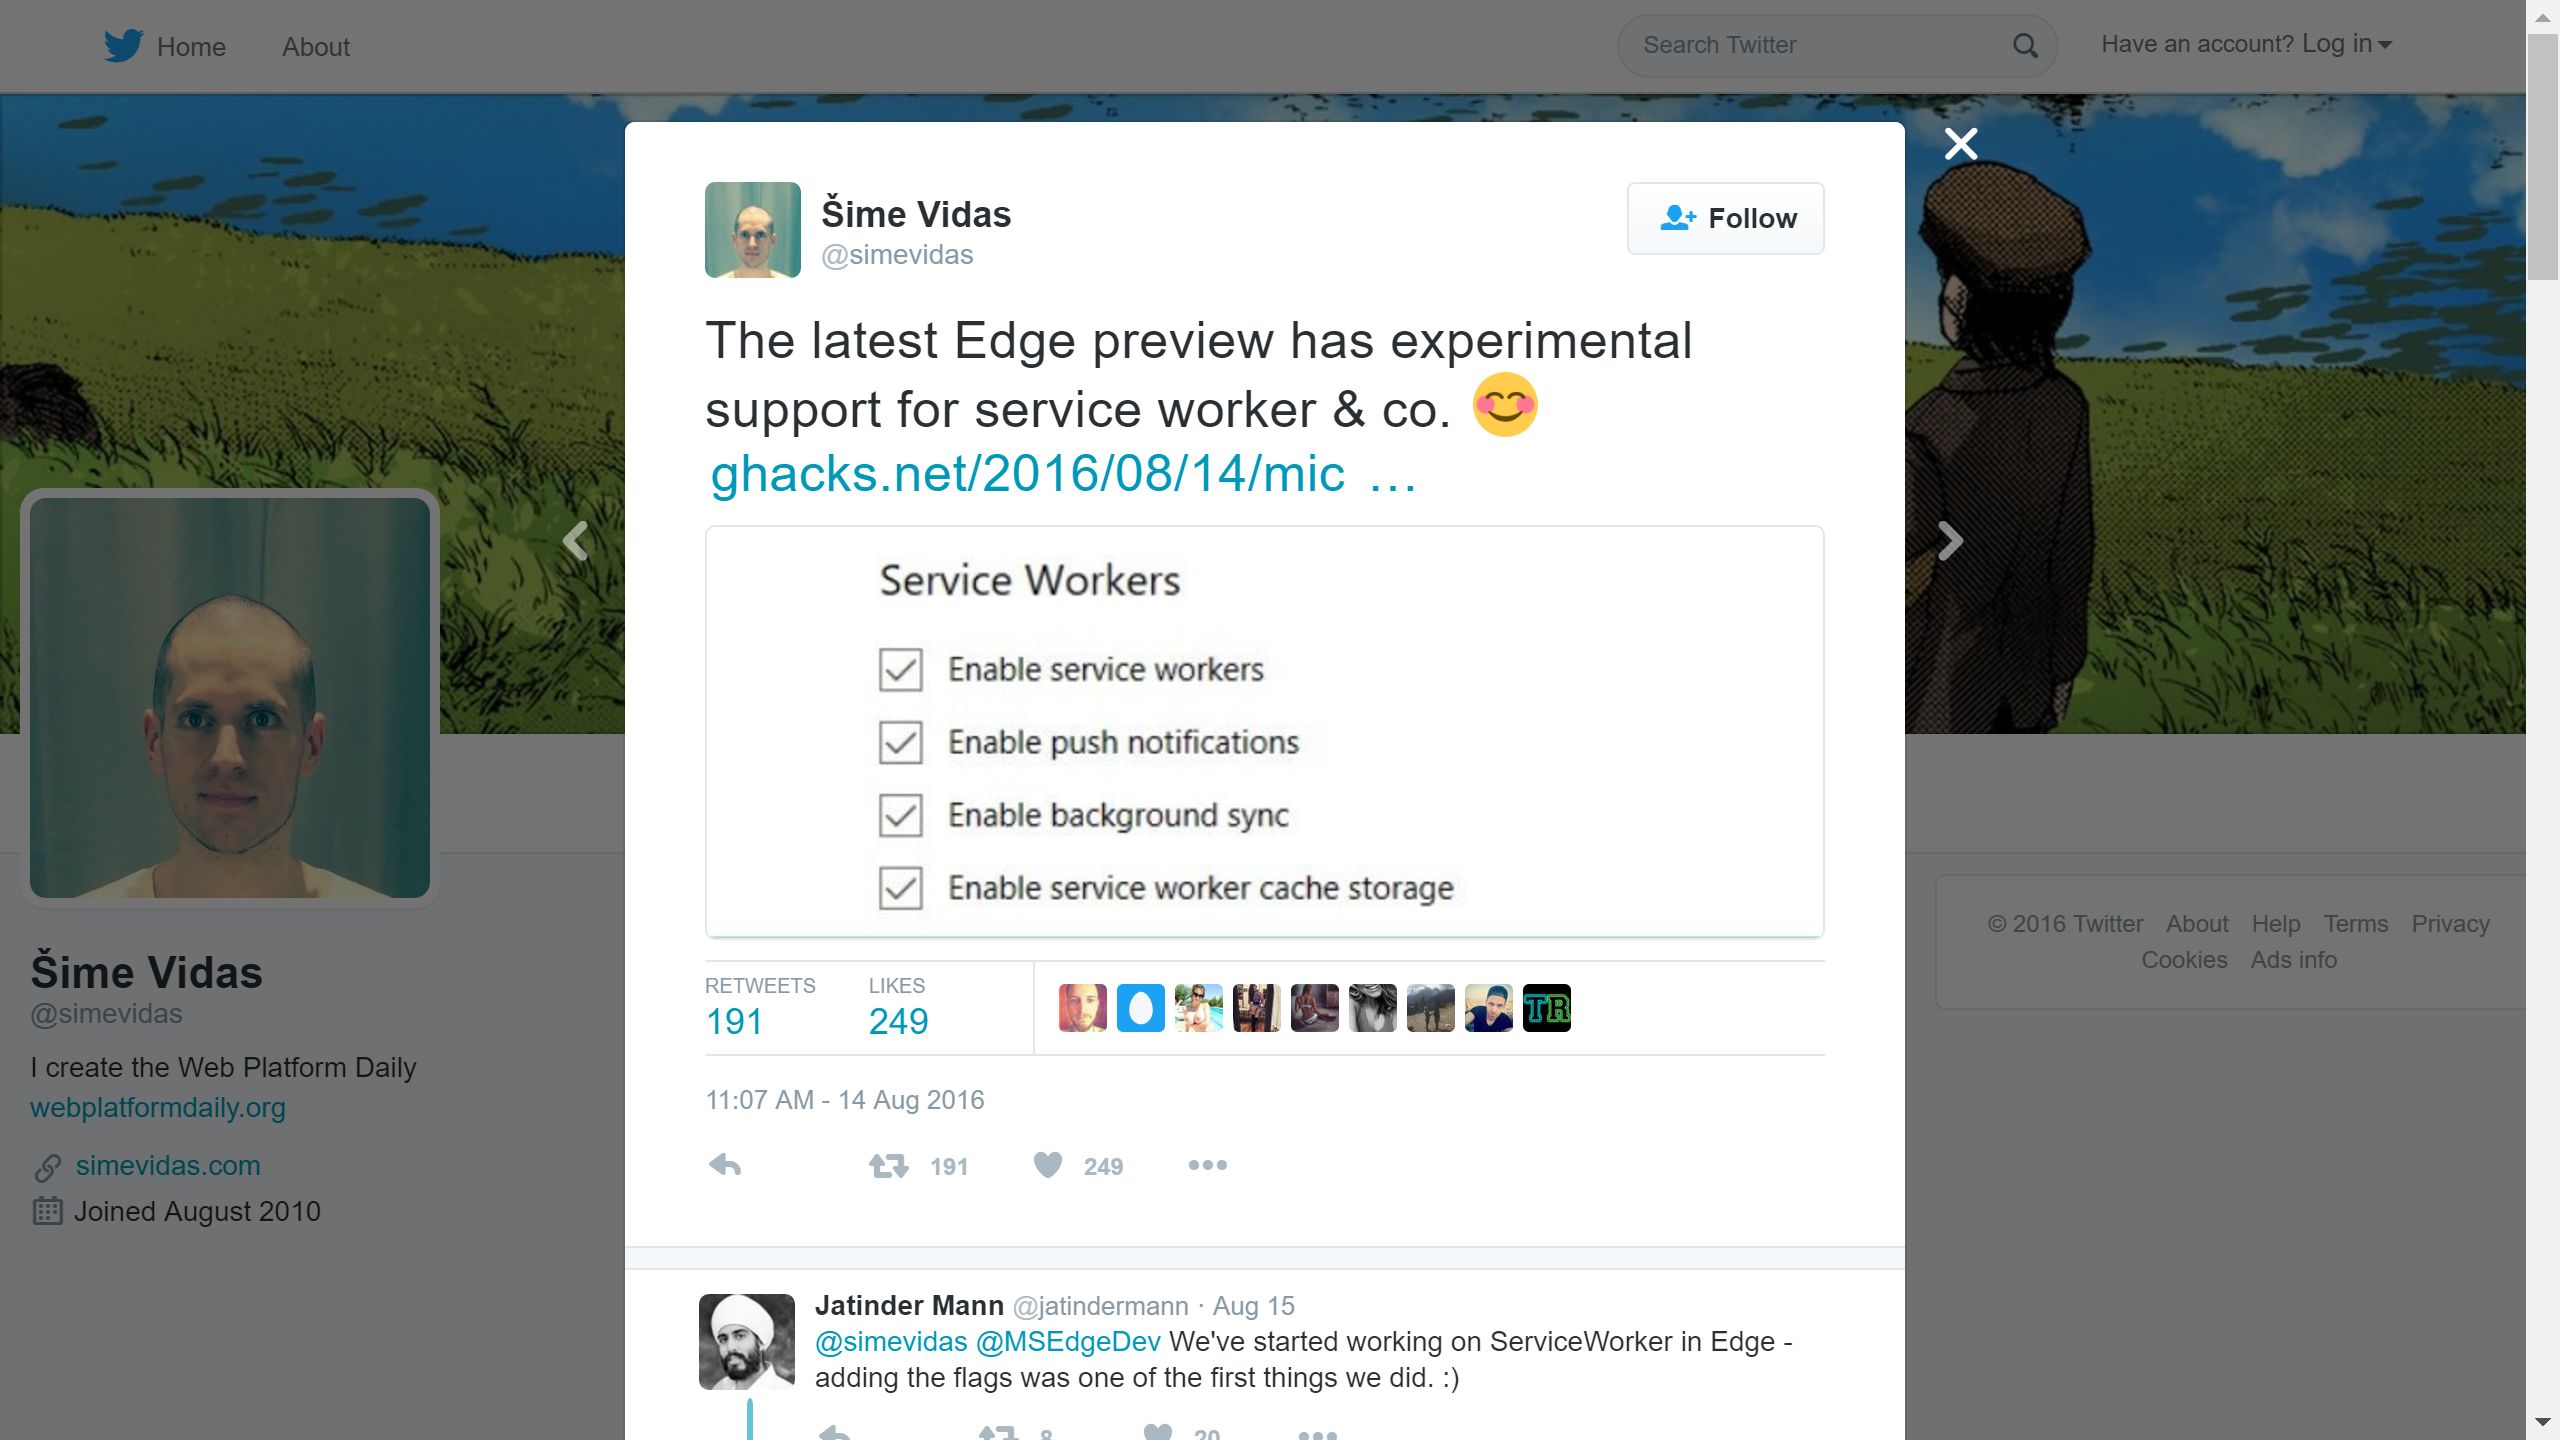 Home About
Search Twitter
Have an account? Log in
Šime Vidas
@simevidas
Follow
The latest Edge preview has experimental
support for service worker & co. 😊
ghacks.net/2016/08/14/mic …
Service Workers
Enable service workers
Enable push notifications
Enable background sync
Enable service worker cache storage
RETWEETS LIKES
191 249
TR
11:07 AM - 14 Aug 2016
191 249
Jatinder Mann @jatindermann · Aug 15
@simevidas @MSEdgeDev We've started working on ServiceWorker in Edge -
adding the flags was one of the first things we did. :)
8 20
Šime Vidas
@simevidas
I create the Web Platform Daily
webplatformdaily.org
simevidas.com
Joined August 2010
© 2016 Twitter About Help Terms Privacy
Cookies Ads info